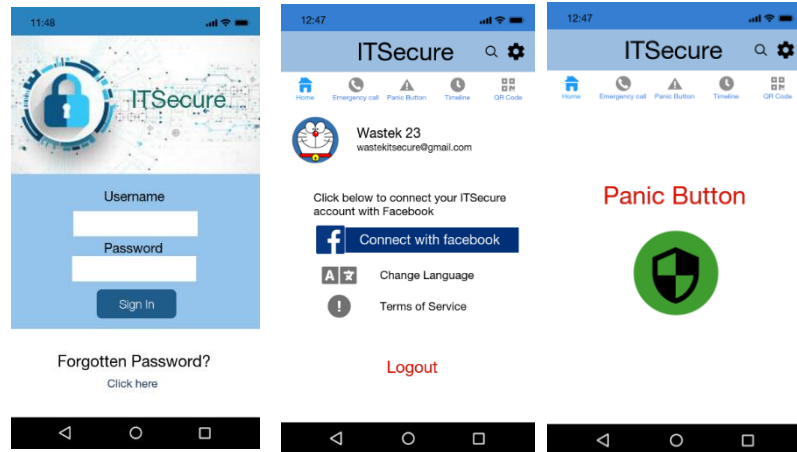 11:48
ITSecure
Username
Password
Sign In
Forgotten Password?
Click here
12:47
ITSecure
Home Emergency call Panic Button Timeline QR Code
Wastek 23
wastekitsecure@gmail.com
Click below to connect your ITSecure
account with Facebook
f Connect with facebook
A 文 Change Language
! Terms of Service
Logout
12:47
ITSecure
Home Emergency call Panic Button Timeline QR Code
Panic Button